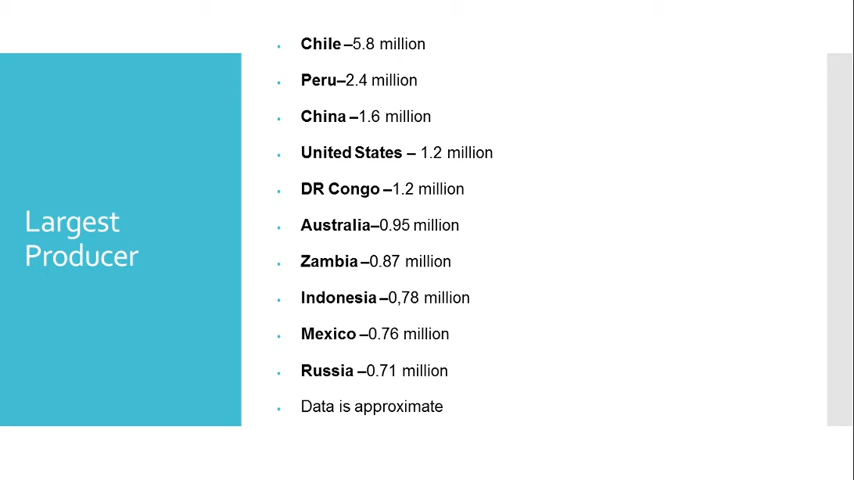 Largest
Producer
Chile –5.8 million
Peru–2.4 million
China –1.6 million
United States – 1.2 million
DR Congo –1.2 million
Australia–0.95 million
Zambia –0.87 million
Indonesia –0,78 million
Mexico –0.76 million
Russia –0.71 million
Data is approximate